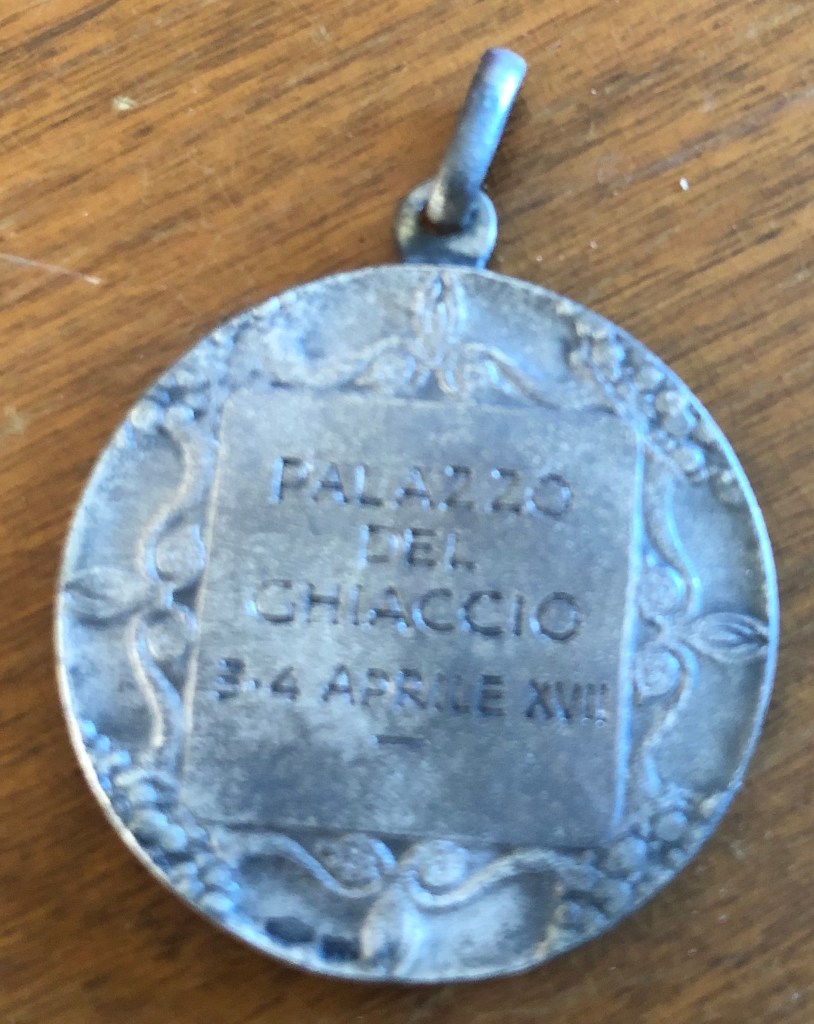 PALAZZO
DEL
GHIACCIO
3-4 APRILE XVII